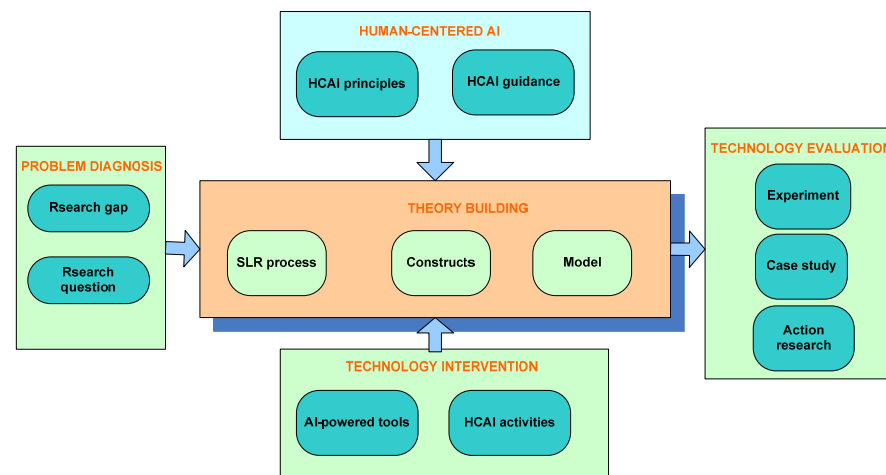 HUMAN-CENTERED AI
HCAI principles
HCAI guidance
PROBLEM DIAGNOSIS
Rsearch gap
Rsearch
question
THEORY BUILDING
SLR process
Constructs
Model
TECHNOLOGY EVALUATION
Experiment
Case study
Action
research
TECHNOLOGY INTERVENTION
AI-powered tools
HCAI activities